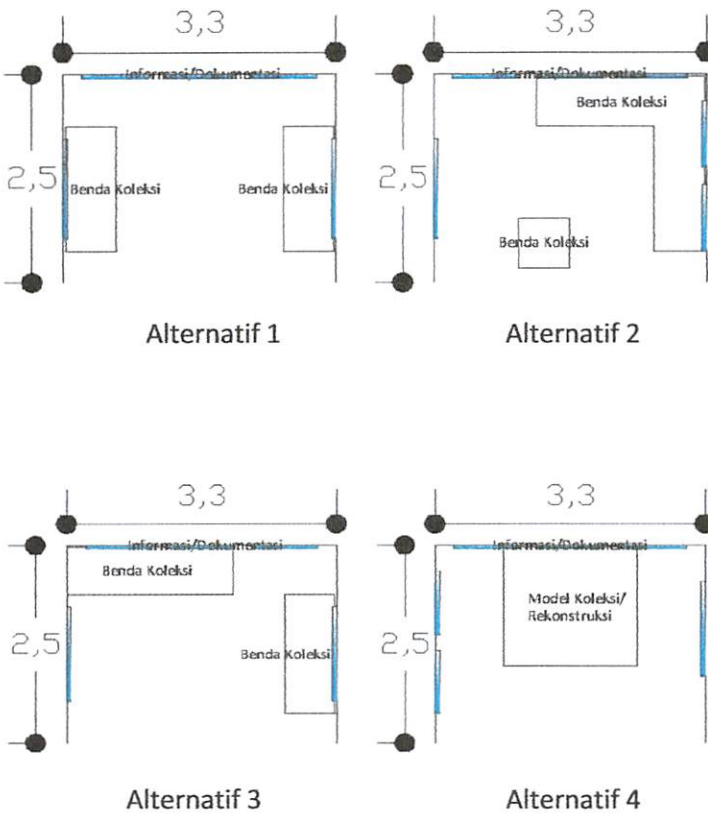 3,3
3,3
Informasi/Dokumentasi
Informasi/Dokumentasi
Benda Koleksi
2,5
Benda Koleksi
Benda Koleksi
2,5
Benda Koleksi
Alternatif 1
Alternatif 2
3,3
3,3
Informasi/Dokumentasi
Informasi/Dokumentasi
Benda Koleksi
Model Koleksi/
Rekonstruksi
2,5
Benda Koleksi
2,5
Alternatif 3
Alternatif 4